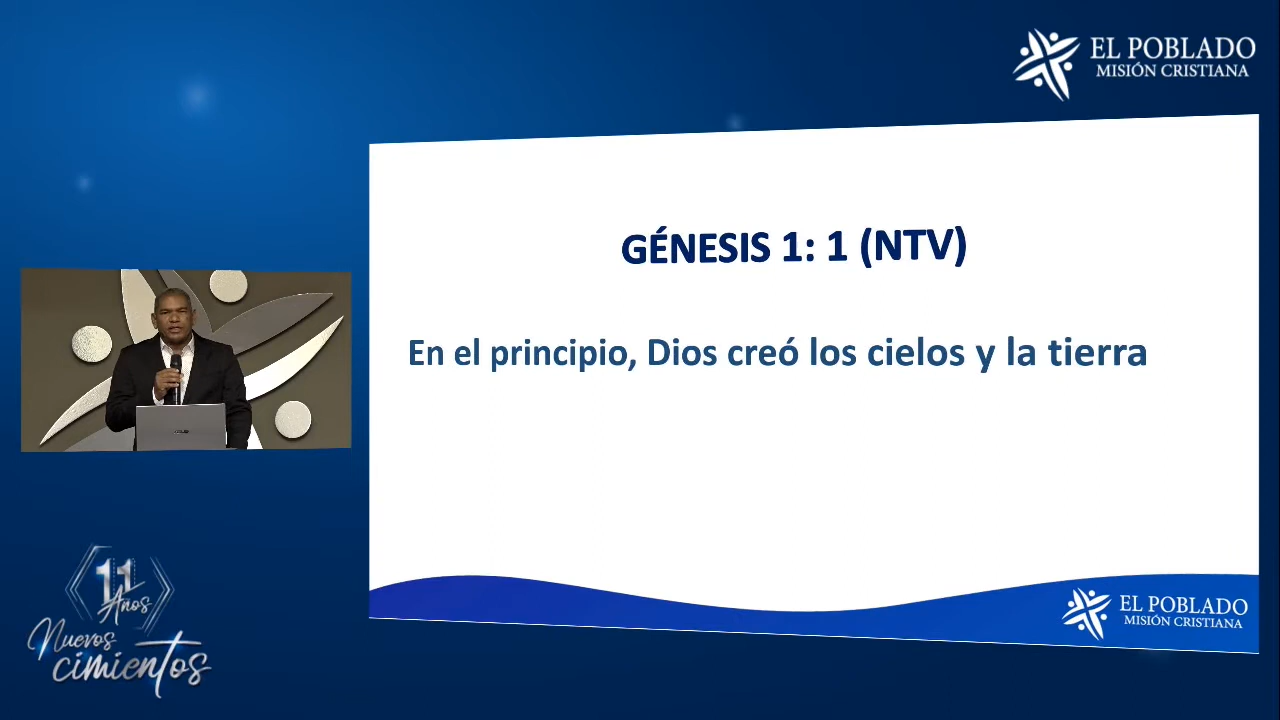 EL POBLADO
MISIÓN CRISTIANA
GÉNESIS 1: 1 (NTV)
En el principio, Dios creó los cielos y la tierra
11
Años
Nuevos
cimientos
EL POBLADO
MISIÓN CRISTIANA